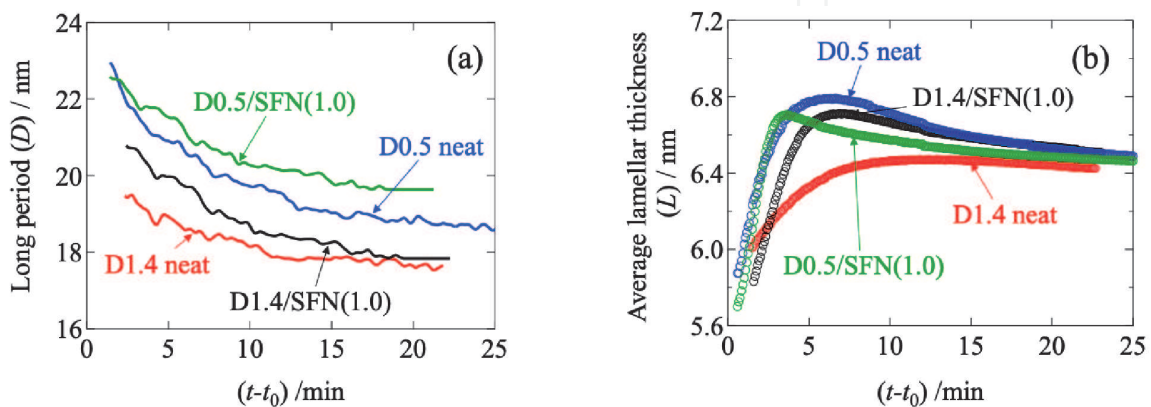 24
22
20
18
16
Long period (D) / nm
(a)
D0.5/SFN(1.0)
D0.5 neat
D1.4 neat
D1.4/SFN(1.0)
0 5 10 15 20 25
(t-t0) /min
7.2
6.8
6.4
6.0
5.6
Average lamellar thickness
(L) / nm
(b)
D0.5 neat
D1.4/SFN(1.0)
D1.4 neat
D0.5/SFN(1.0)
0 5 10 15 20 25
(t-t0) /min